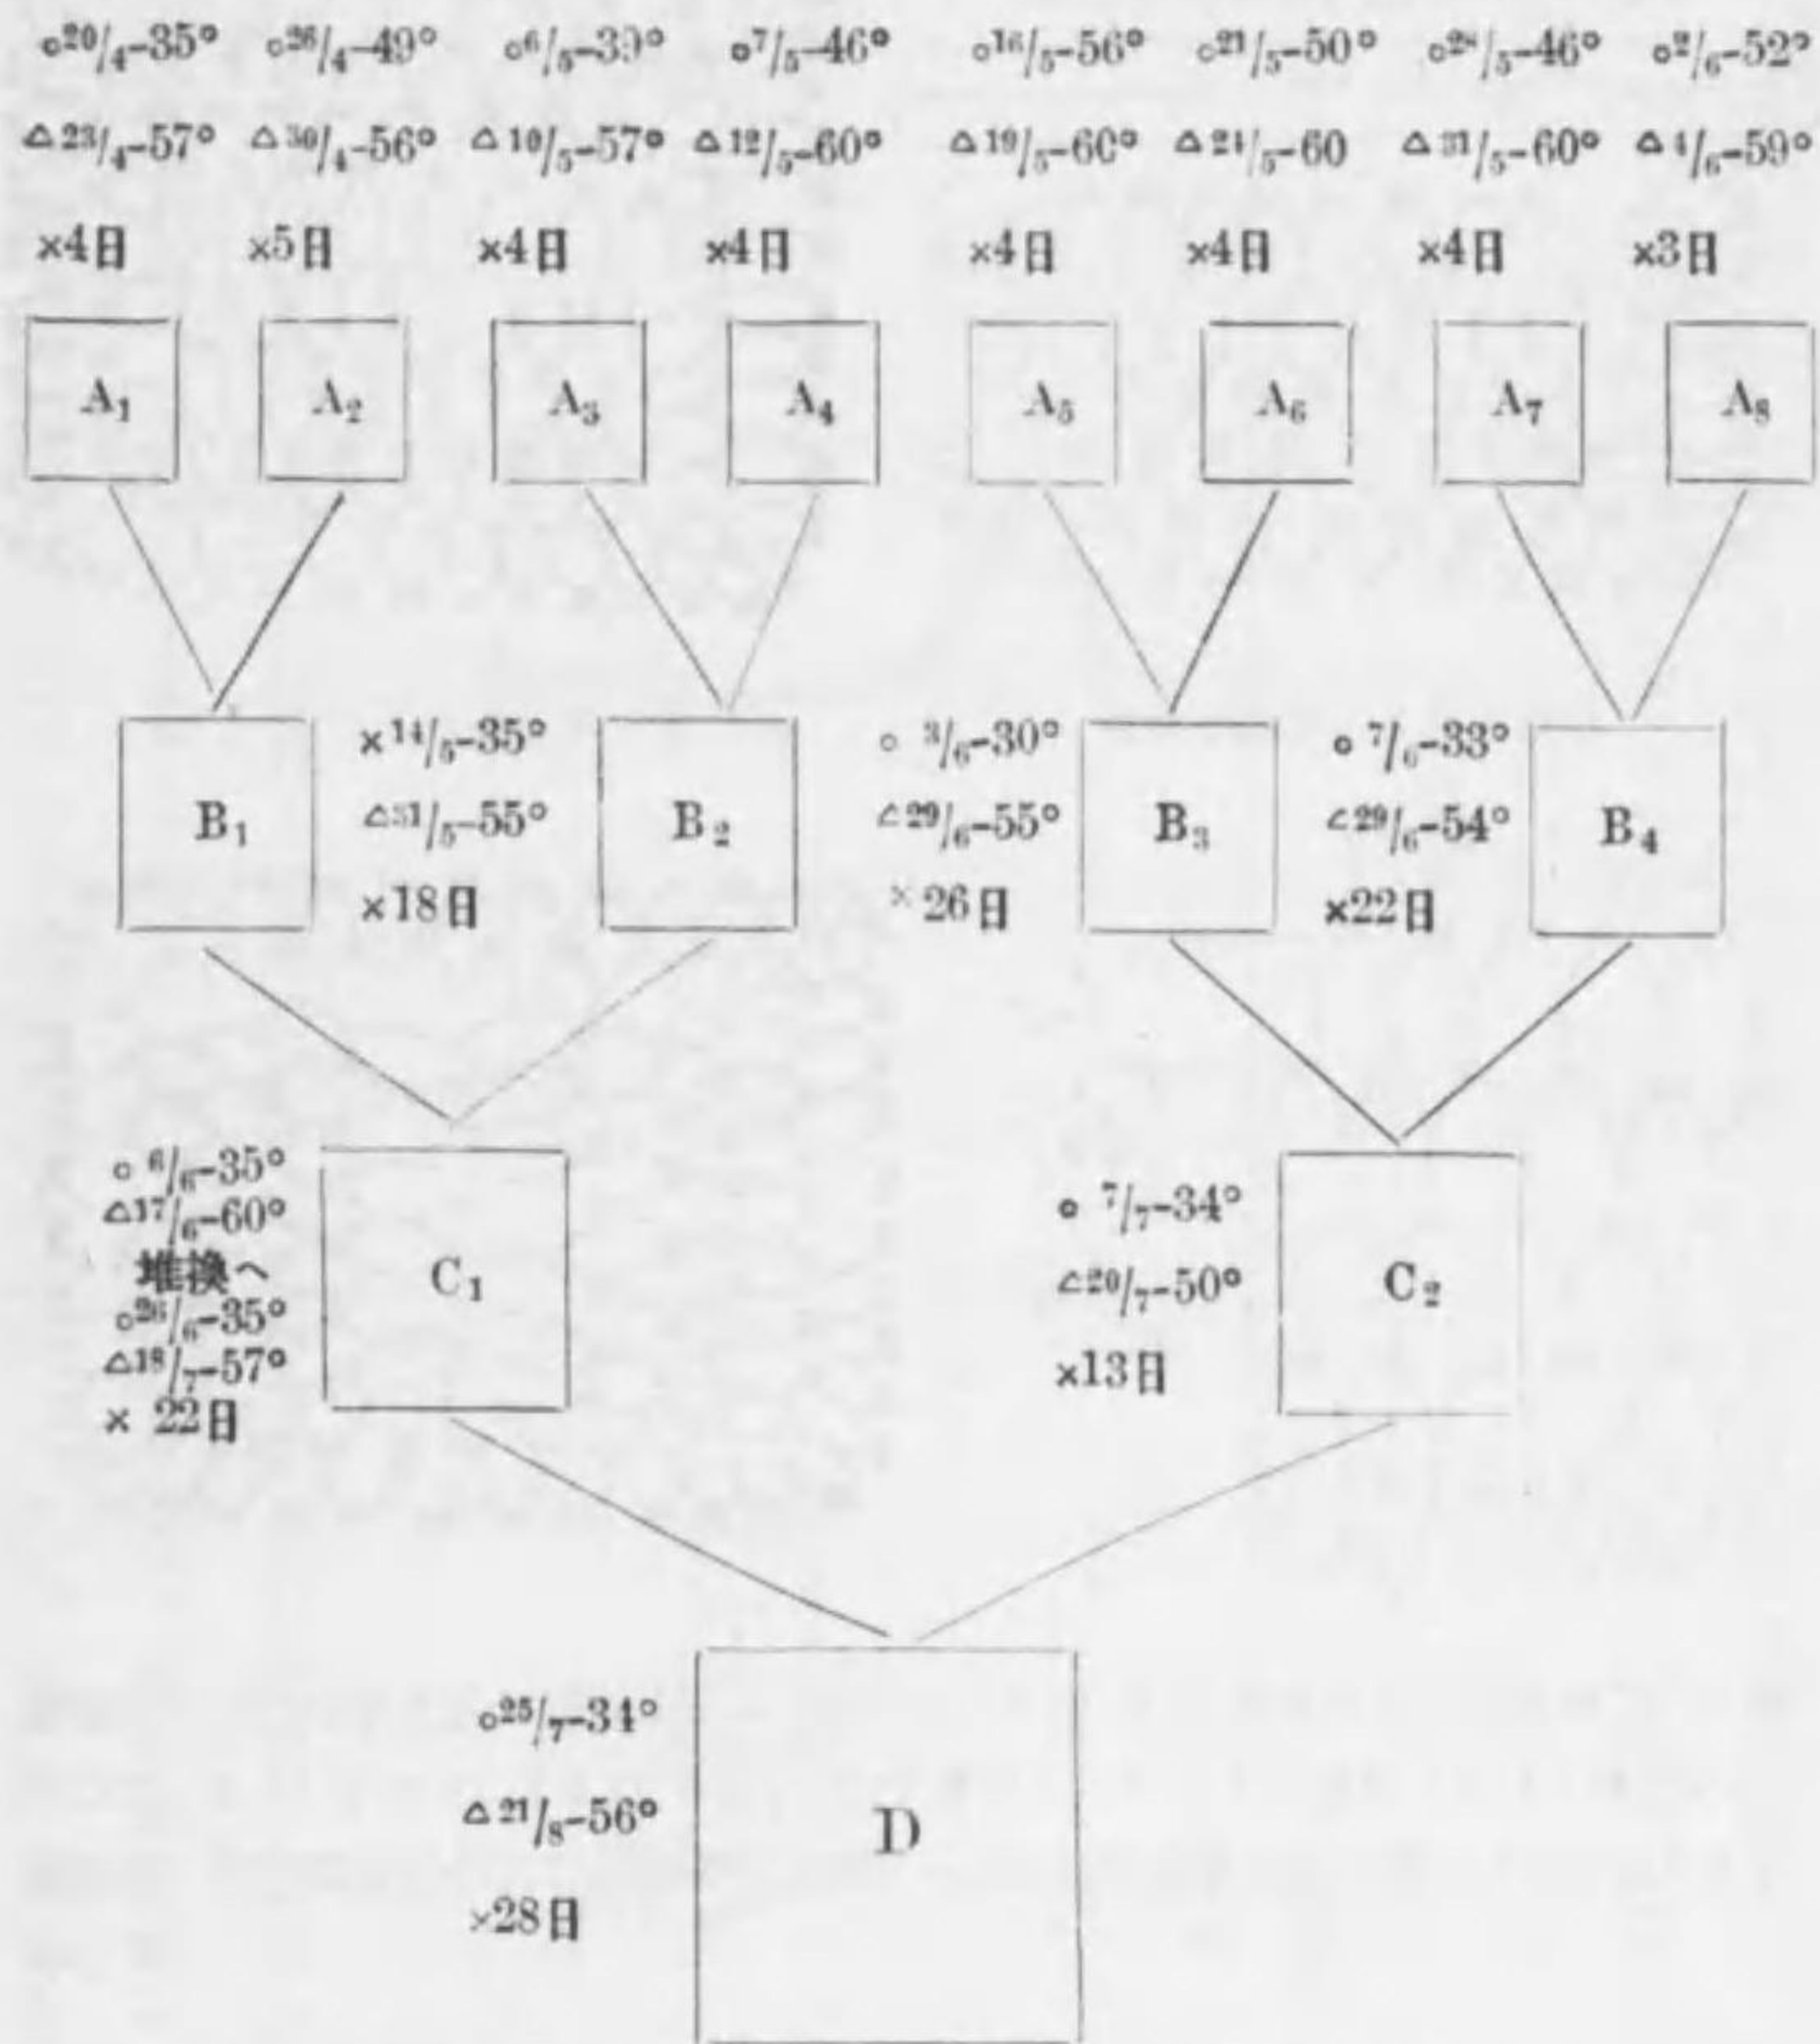 ○20/4-35° ○26/4-49° ○6/5-39° ○7/5-46° ○16/5-56° ○21/5-50° ○28/5-46° ○2/6-52°
△23/4-57° △30/4-56° △10/5-57° △12/5-60° △19/5-60° △24/5-60 △31/5-60° △4/6-59°
×4日 ×5日 ×4日 ×4日 ×4日 ×4日 ×4日 ×3日
A1 A2 A3 A4 A5 A6 A7 A8
×14/5-35° ○ 3/6-30° ○ 7/6-33°
B1 △31/5-55° B2 △29/6-55° B3 △29/6-54° B4
×18日 ×26日 ×22日
○ 6/6-35°
△17/6-60°
堆換へ
○26/6-35°
△18/7-57°
× 22日
C1
○ 7/7-34°
△20/7-50°
×13日
C2
○25/7-34°
△21/8-56°
×28日
D